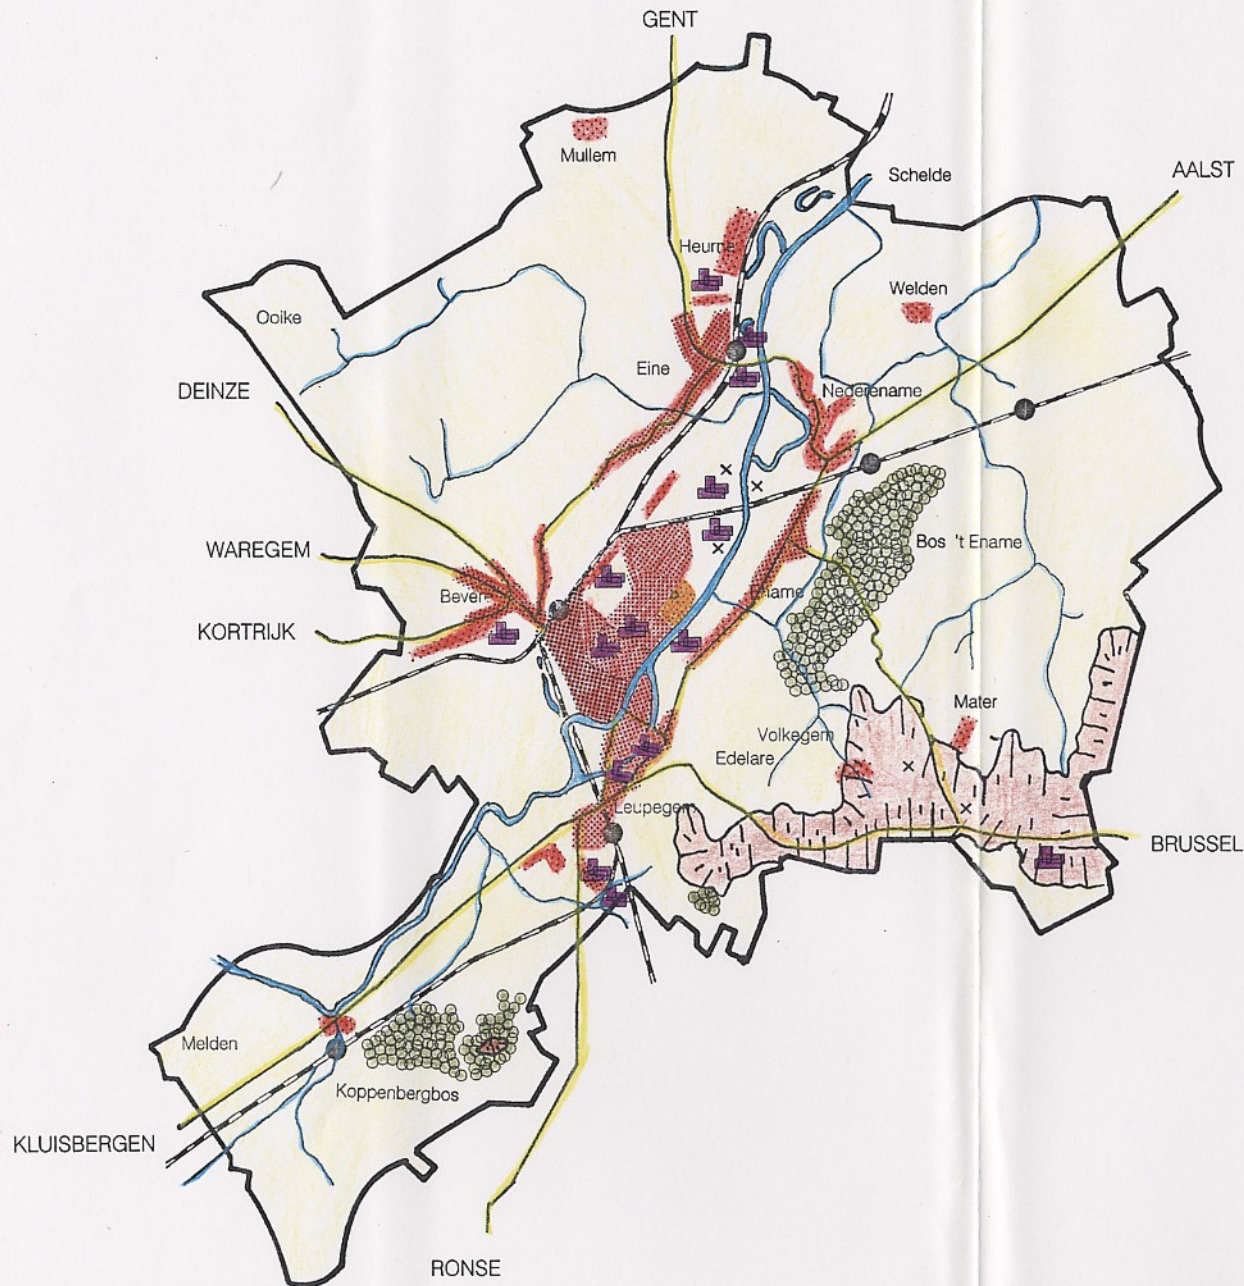 GENT
Mullem
AALST
Schelde
Heurne
Welden
Ooike
Eine
DEINZE
Nederename
WAREGEM
Bos 't Ename
Bever
Ename
KORTRIJK
Mater
Volkegem
Edelare
Leupegem
BRUSSEL
Melden
Koppenbergbos
KLUISBERGEN
RONSE